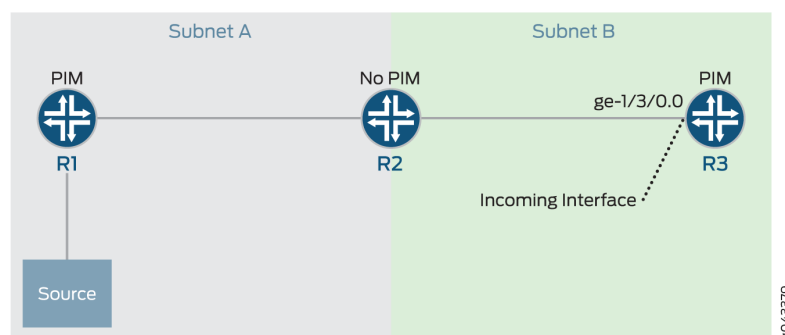 Subnet A
Subnet B
PIM
No PIM
PIM
ge-1/3/0.0
R1
R2
R3
Incoming Interface
Source